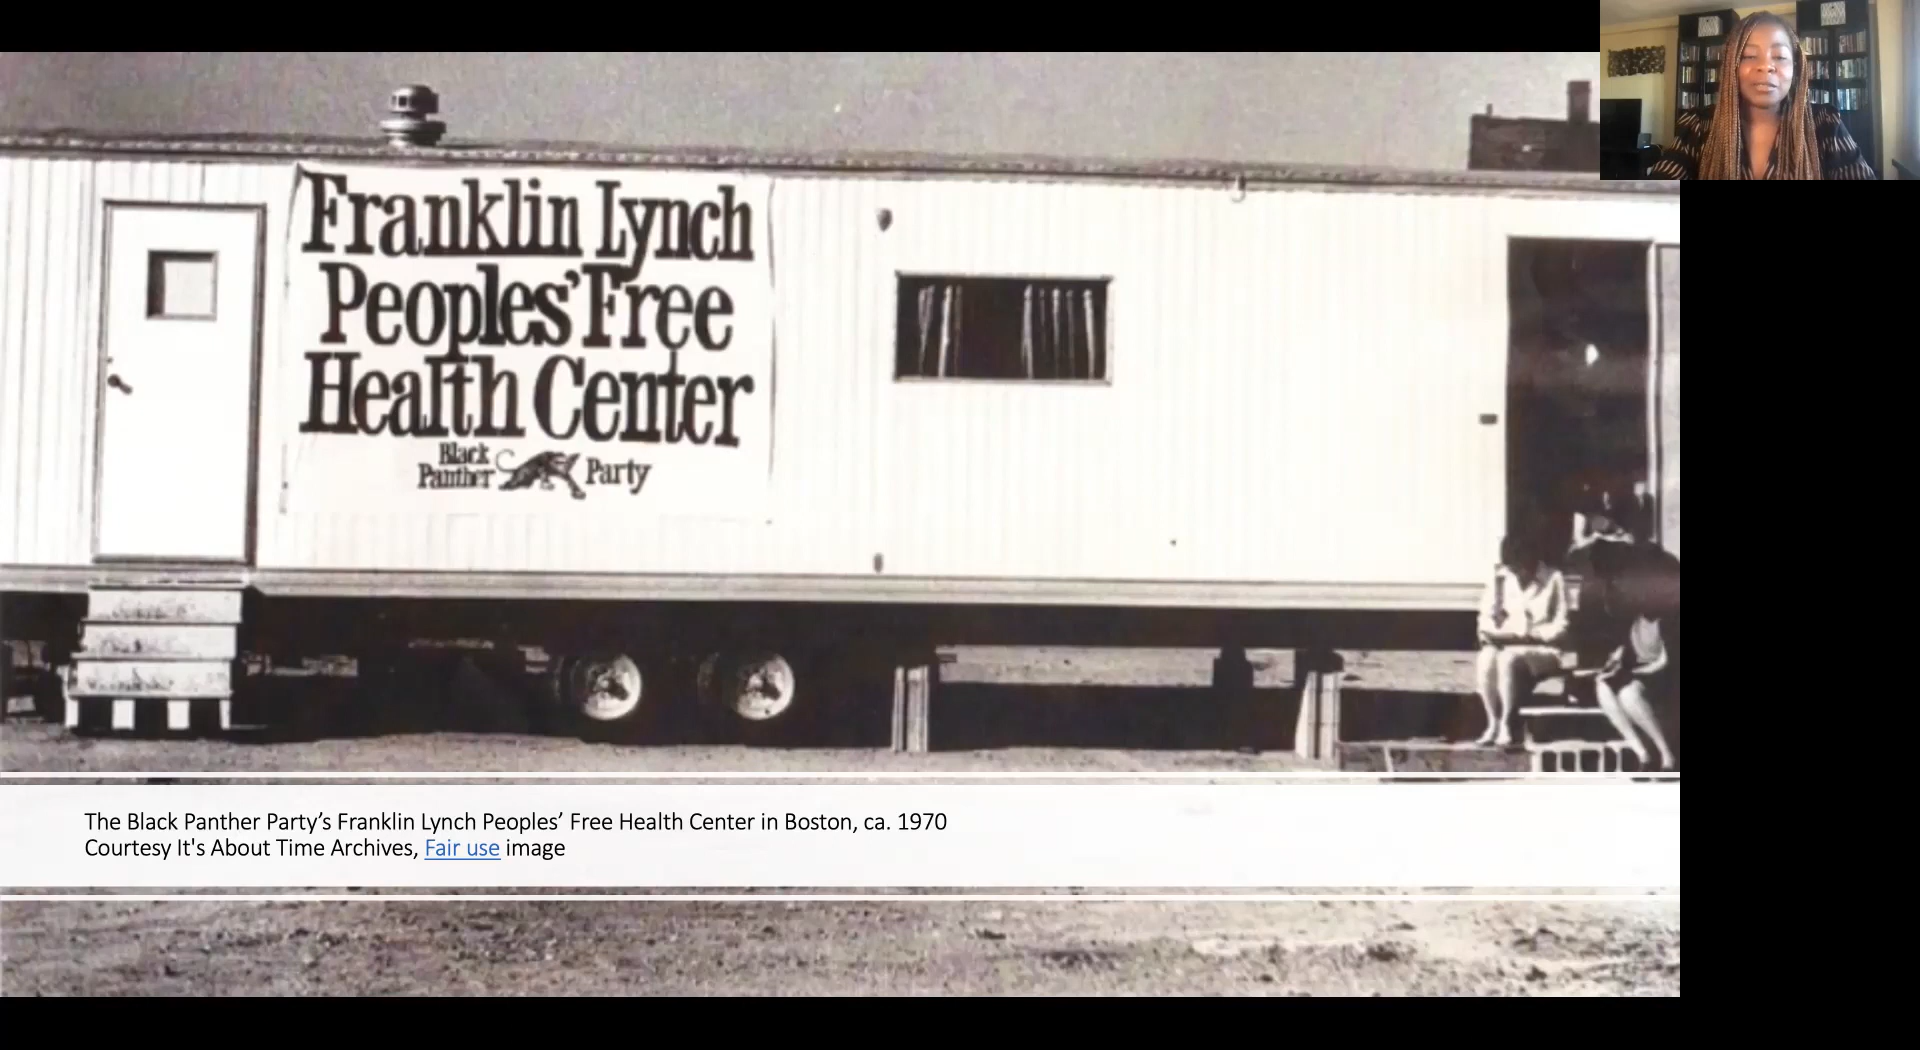 Franklin Lynch
Peoples' Free
Health Center
Black
Panther Party
The Black Panther Party’s Franklin Lynch Peoples’ Free Health Center in Boston, ca. 1970
Courtesy It's About Time Archives, Fair use image